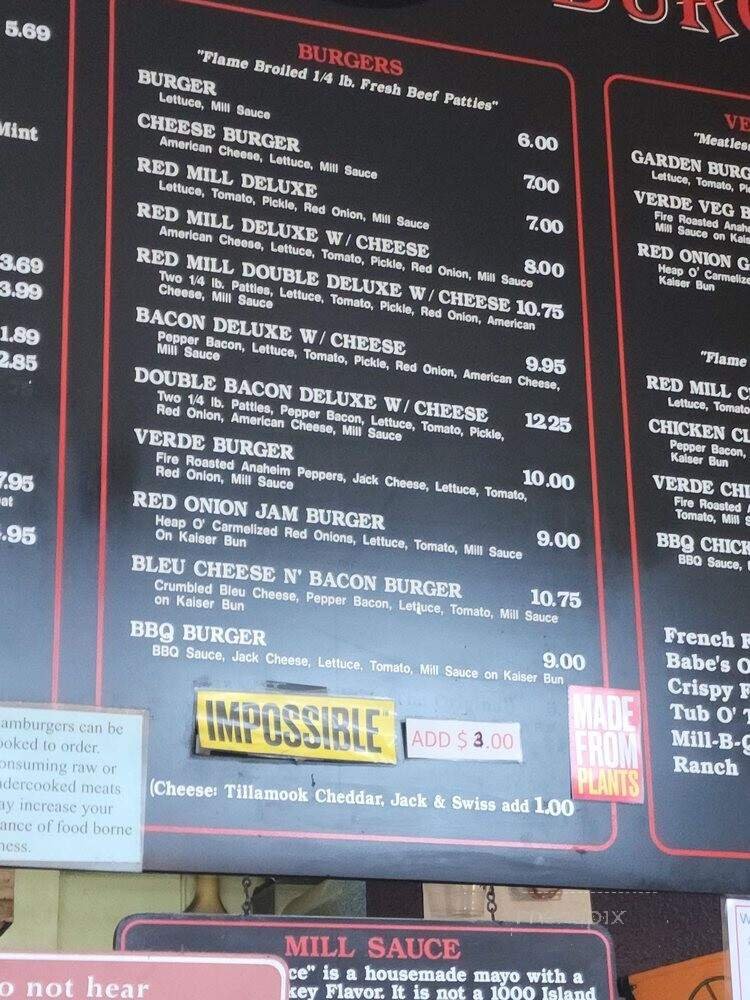 5.69
Mint
3.69
3.99
1.89
2.85
7.95
.95
BURGERS
"Flame Broiled 1/4 lb. Fresh Beef Patties"
BURGER 6.00
Lettuce, Mill Sauce
CHEESE BURGER 7.00
American Cheese, Lettuce, Mill Sauce
RED MILL DELUXE 7.00
Lettuce, Tomato, Pickle, Red Onion, Mill Sauce
RED MILL DELUXE W/ CHEESE 8.00
American Cheese, Lettuce, Tomato, Pickle, Red Onion, Mill Sauce
RED MILL DOUBLE DELUXE W/ CHEESE 10.75
Two 1/4 lb. Patties, Lettuce, Tomato, Pickle, Red Onion, American
Cheese, Mill Sauce
BACON DELUXE W/ CHEESE 9.95
Pepper Bacon, Lettuce, Tomato, Pickle, Red Onion, American Cheese,
Mill Sauce
DOUBLE BACON DELUXE W/ CHEESE 12.25
Two 1/4 lb. Patties, Pepper Bacon, Lettuce, Tomato, Pickle,
Red Onion, American Cheese, Mill Sauce
VERDE BURGER 10.00
Fire Roasted Anaheim Peppers, Jack Cheese, Lettuce, Tomato,
Red Onion, Mill Sauce
RED ONION JAM BURGER 9.00
Heap O' Carmelized Red Onions, Lettuce, Tomato, Mill Sauce
On Kaiser Bun
BLEU CHEESE N' BACON BURGER 10.75
Crumbled Bleu Cheese, Pepper Bacon, Lettuce, Tomato, Mill Sauce
on Kaiser Bun
BBQ BURGER 9.00
BBQ Sauce, Jack Cheese, Lettuce, Tomato, Mill Sauce on Kaiser Bun
IMPOSSIBLE ADD $ 3.00
MADE
FROM
PLANTS
(Cheese: Tillamook Cheddar, Jack & Swiss add 1.00
BUR
VE
"Meatles
GARDEN BURG
Lettuce, Tomato, Pi
VERDE VEG
Fire Roasted Anah
Mill Sauce on Kai
RED ONION G
Heap O' Carmeliz
Kaiser Bun
"Flame
RED MILL C
Lettuce, Tomato
CHICKEN CL
Pepper Bacon,
Kaiser Bun
VERDE CHI
Fire Roasted
Tomato, Mill S
BBQ CHICK
BBQ Sauce,
French F
Babe's O
Crispy
Tub O'
Mill-B-
Ranch
amburgers can be
ooked to order.
onsuming raw or
ndercooked meats
ay increase your
ance of food borne
ness.
MILL SAUCE
ce" is a housemade mayo with a
key Flavor. It is not a 1000 Island
o not hear